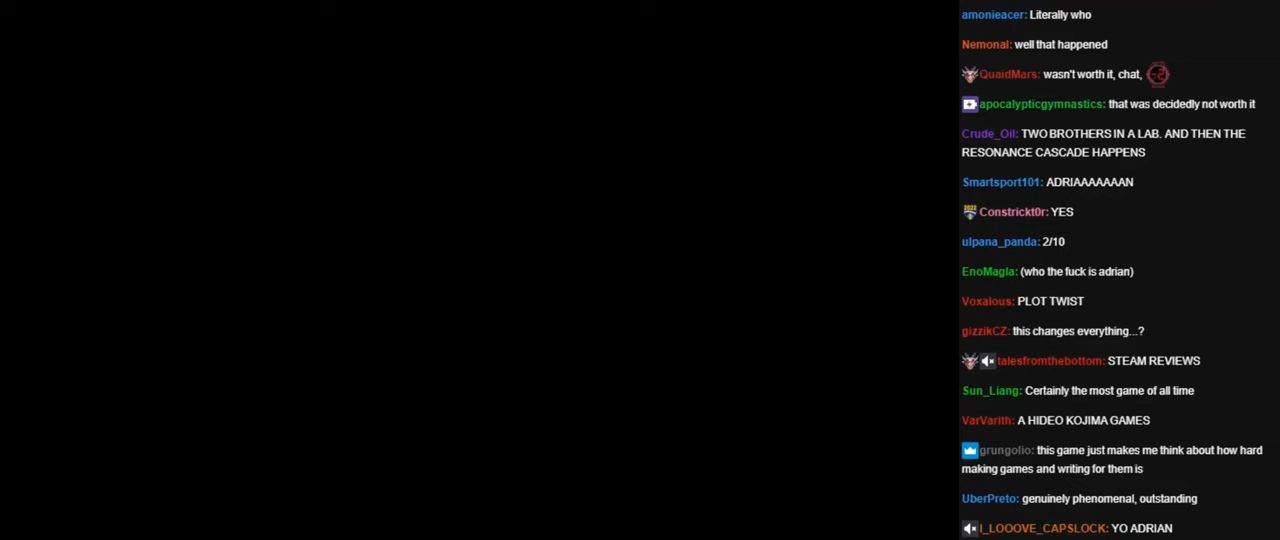 amonieacer: Literally who
Nemonal: well that happened
QuaidMars: wasn't worth it, chat, -2
apocalypticgymnastics: that was decidedly not worth it
Crude_Oil: TWO BROTHERS IN A LAB. AND THEN THE
RESONANCE CASCADE HAPPENS
Smartsport101: ADRIAAAAAAAN
Constrickt0r: YES
ulpana_panda: 2/10
EnoMagla: (who the fuck is adrian)
Voxalous: PLOT TWIST
gizzikCZ: this changes everything...?
talesfromthebottom: STEAM REVIEWS
Sun_Liang: Certainly the most game of all time
VarVarith: A HIDEO KOJIMA GAMES
grungolio: this game just makes me think about how hard
making games and writing for them is
UberPreto: genuinely phenomenal, outstanding
I_LOOOVE_CAPSLOCK: YO ADRIAN